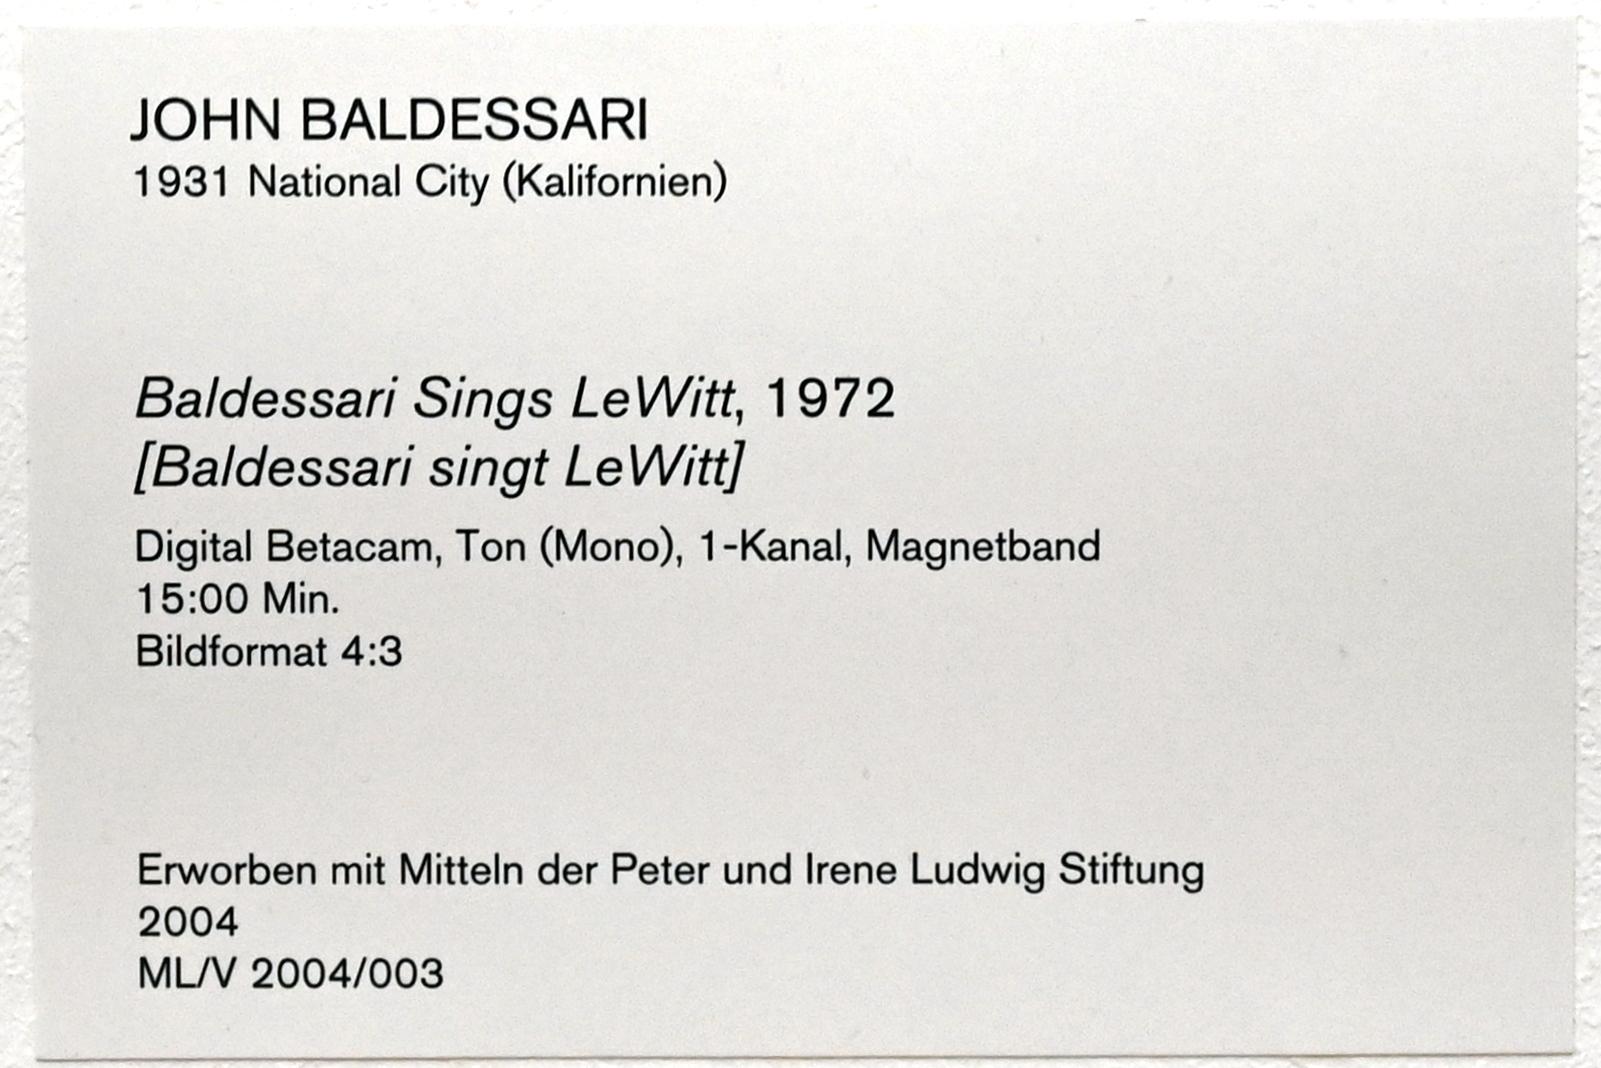 JOHN BALDESSARI
1931 National City (Kalifornien)
Baldessari Sings LeWitt, 1972
[Baldessari singt LeWitt]
Digital Betacam, Ton (Mono), 1-Kanal, Magnetband
15:00 Min.
Bildformat 4:3
Erworben mit Mitteln der Peter und Irene Ludwig Stiftung
2004
ML/V 2004/003